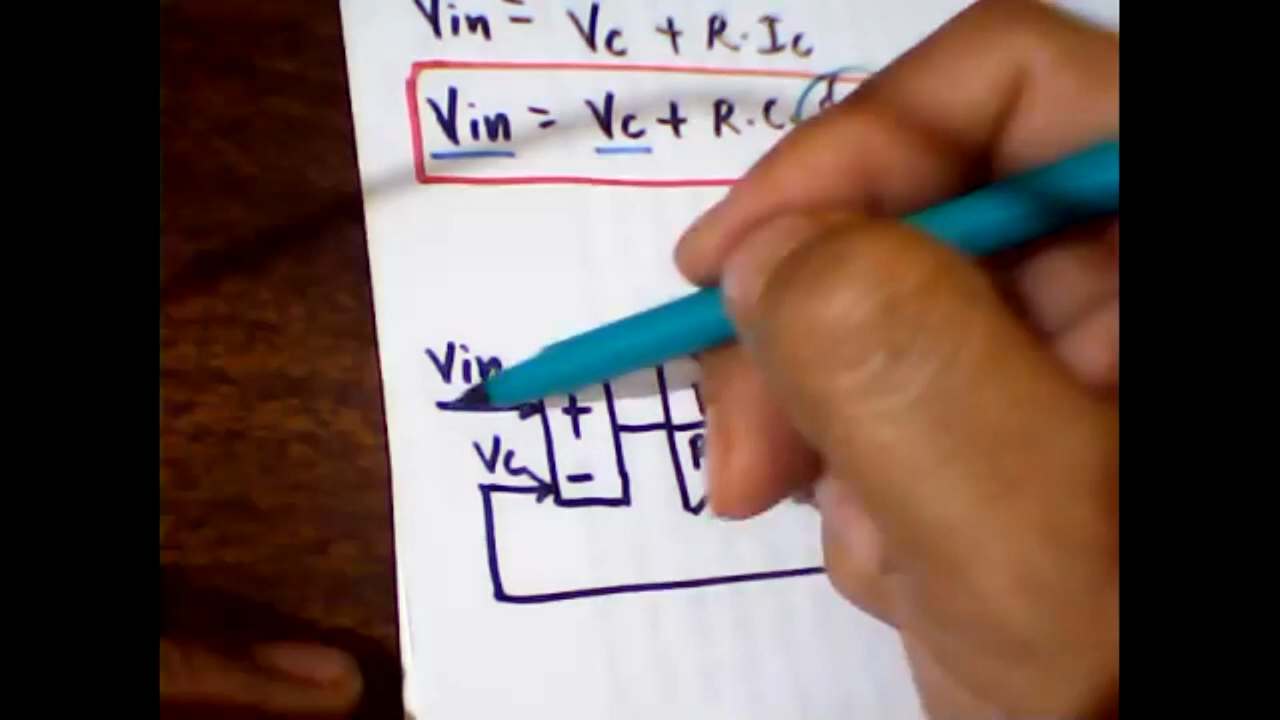 Vin = Vc + R.Ic
Vin = Vc + R.C
Vin
+
Vc
-